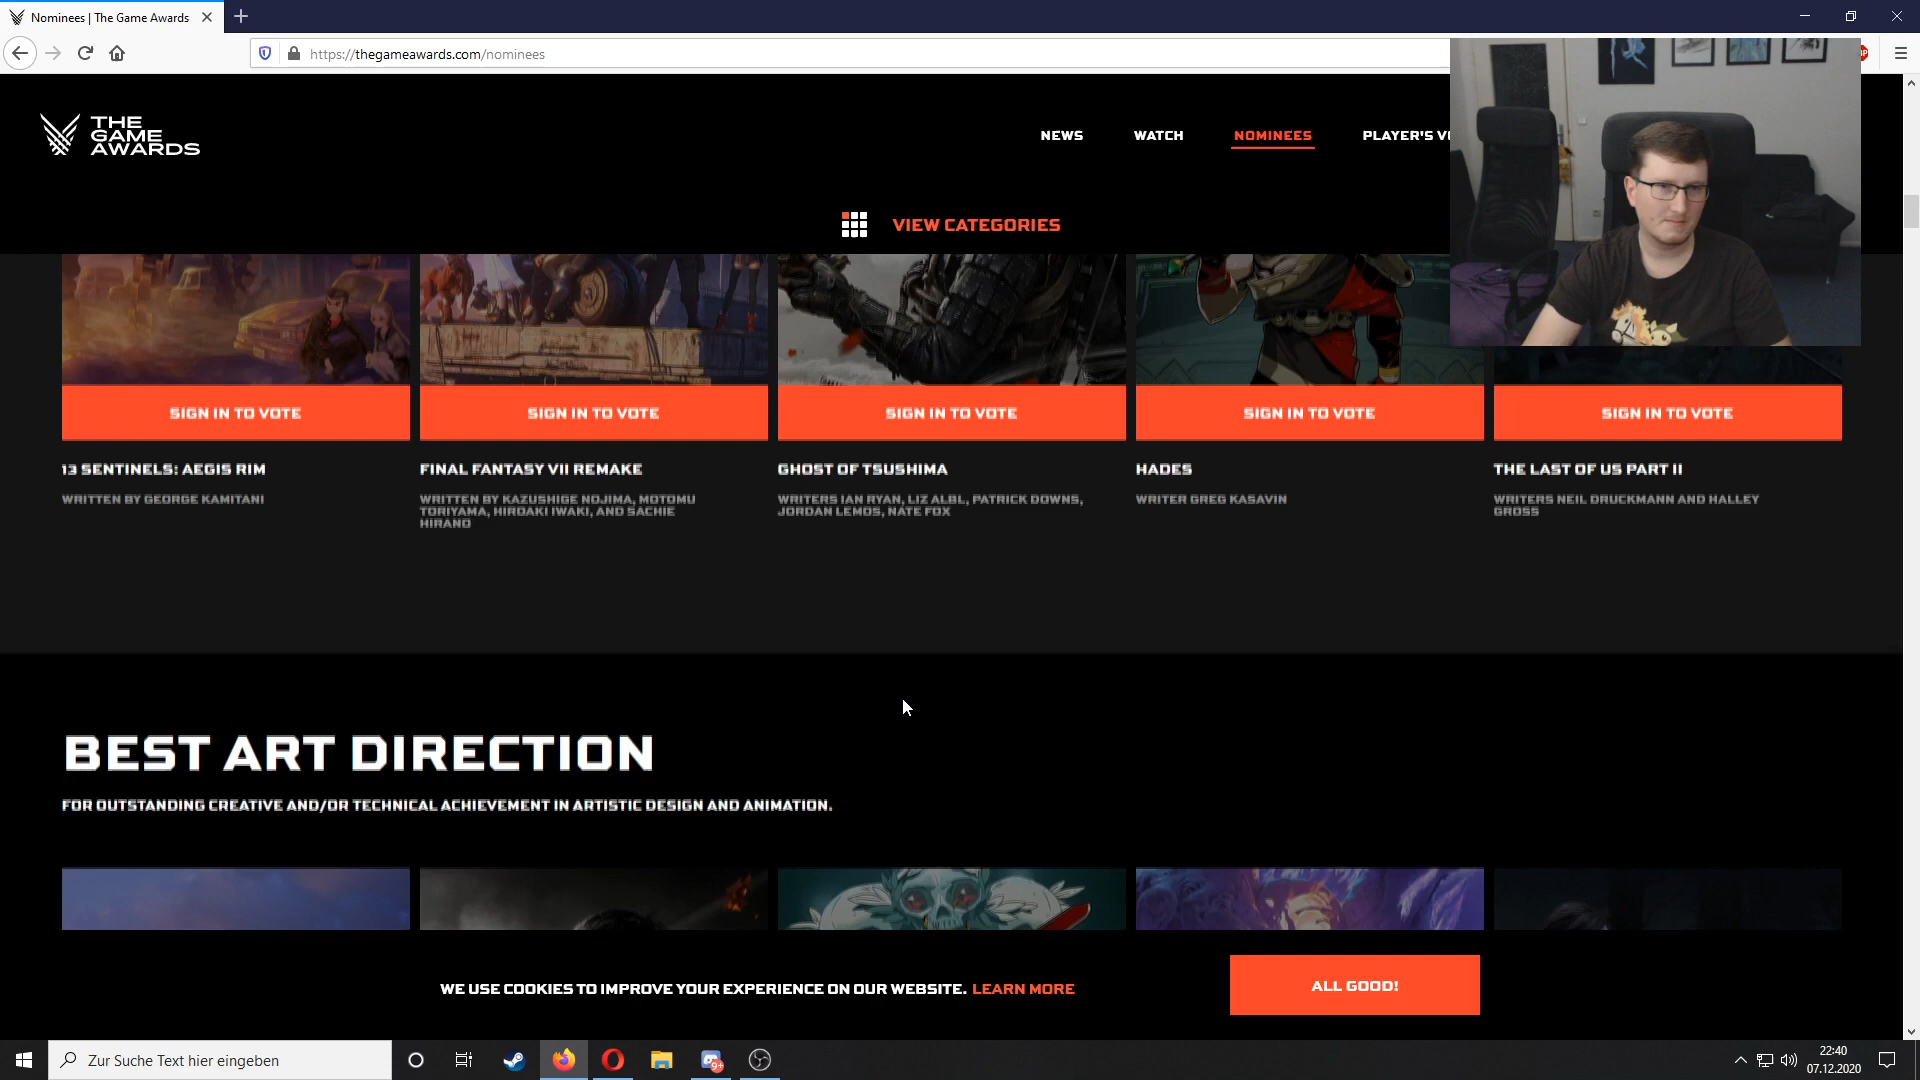 Nominees | The Game Awards
https://thegameawards.com/nominees
THE
GAME
AWARDS
NEWS
WATCH
NOMINEES
PLAYER'S
VIEW CATEGORIES
SIGN IN TO VOTE
SIGN IN TO VOTE
SIGN IN TO VOTE
SIGN IN TO VOTE
SIGN IN TO VOTE
13 SENTINELS: AEGIS RIM
WRITTEN BY GEORGE KAMITANI
FINAL FANTASY VII REMAKE
WRITTEN BY KAZUSHIGE NOJIMA, MOTOMU
TORIYAMA, HIROAKI IWAKI, AND SACHIE
HIRANO
GHOST OF TSUSHIMA
WRITERS IAN RYAN, LIZ ALBL, PATRICK DOWNS,
JORDAN LEMOS, NATE FOX
HADES
WRITER GREG KASAVIN
THE LAST OF US PART II
WRITERS NEIL DRUCKMANN AND HALLEY
GROSS
BEST ART DIRECTION
FOR OUTSTANDING CREATIVE AND/OR TECHNICAL ACHIEVEMENT IN ARTISTIC DESIGN AND ANIMATION.
WE USE COOKIES TO IMPROVE YOUR EXPERIENCE ON OUR WEBSITE. LEARN MORE
ALL GOOD!
Zur Suche Text hier eingeben
9+
22:40
07.12.2020